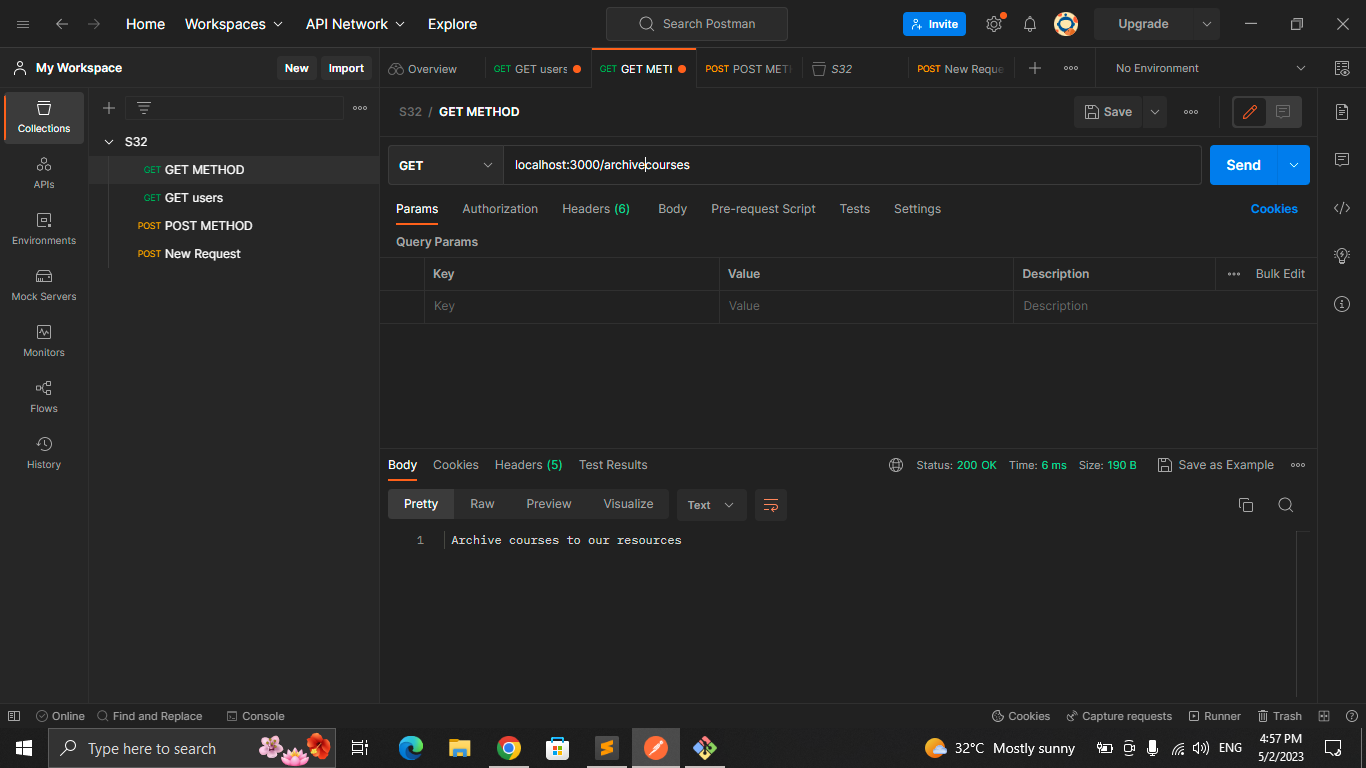 Home Workspaces API Network Explore Search Postman Invite Upgrade
My Workspace New Import Overview GET GET users GET GET METI POST POST MET S32 POST New Reque No Environment
Collections
APIs
Environments
Mock Servers
Monitors
Flows
History
S32
GET GET METHOD
GET GET users
POST POST METHOD
POST New Request
S32 / GET METHOD Save
GET localhost:3000/archivecourses Send
Params Authorization Headers (6) Body Pre-request Script Tests Settings Cookies
Query Params
Key Value Description Bulk Edit
Key Value Description
Body Cookies Headers (5) Test Results Status: 200 OK Time: 6 ms Size: 190 B Save as Example
Pretty Raw Preview Visualize Text
1 Archive courses to our resources
Online Find and Replace Console Cookies Capture requests Runner Trash
Type here to search 32°C Mostly sunny ENG 4:57 PM
5/2/2023